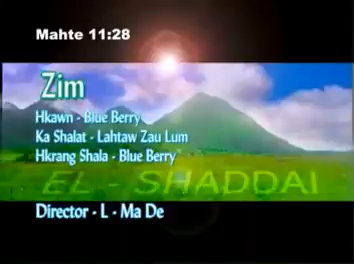 Mahte 11:28
Zim
Hkawn - Blue Berry
Ka Shalat - Lahtaw Zau Lum
Hkrang Shala - Blue Berry
EL - SHADDAI
Director - L - Ma De